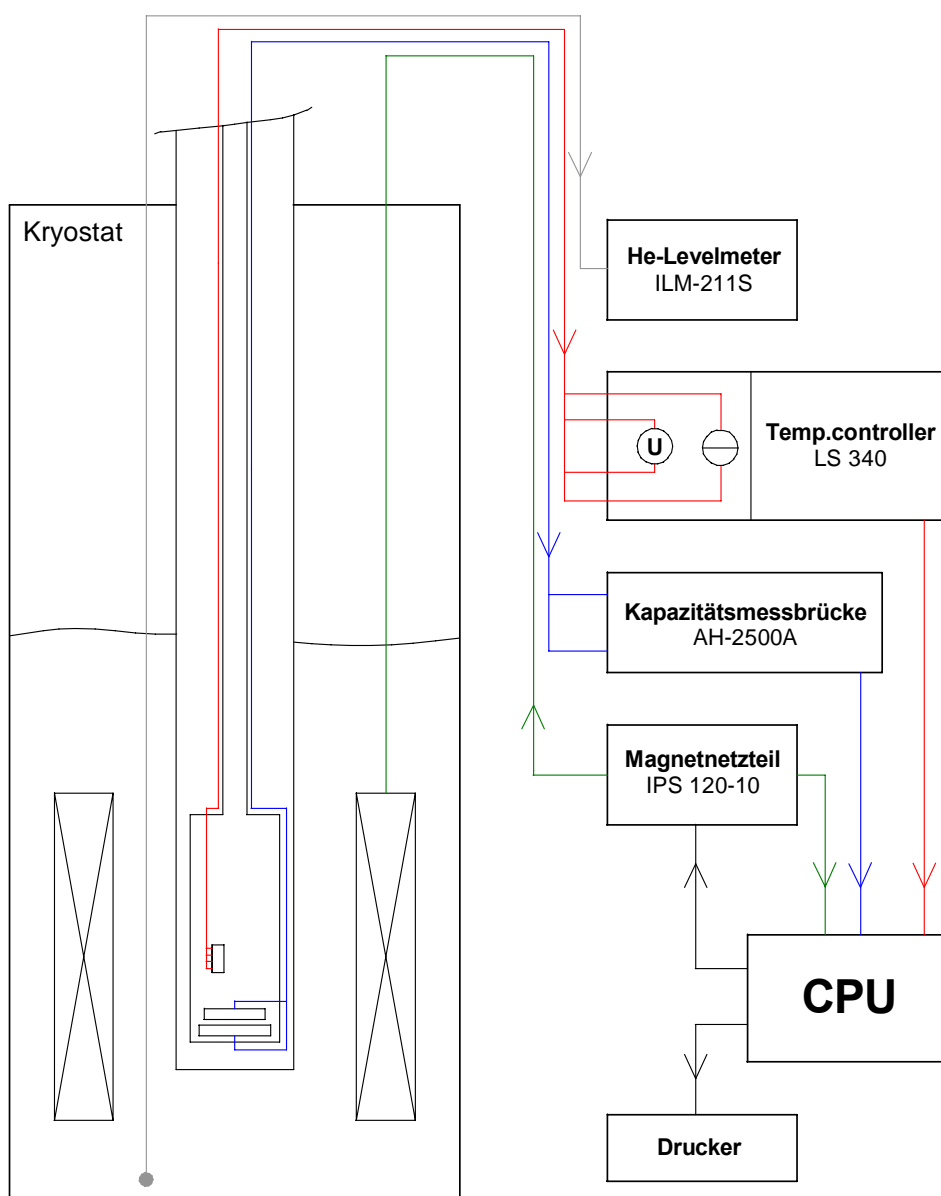 Kryostat
He-Levelmeter
ILM-211S
Temp.controller
LS 340
U
Kapazitätsmessbrücke
AH-2500A
Magnetnetzteil
IPS 120-10
CPU
Drucker